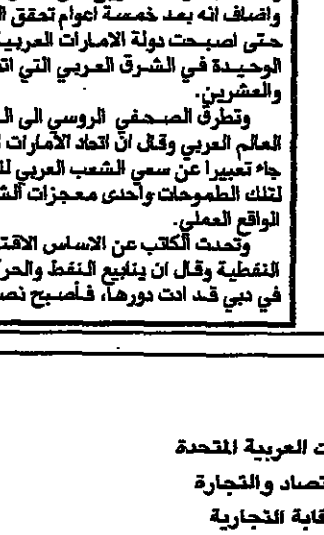 واضاف انه بعد خمسة اعوام تحقق
حتى اصبحت دولة الامارات العربية
الوحيدة في الشرق العربي التي
والعشرين.
وتطرق الصحفي الروسي الى
العالم العربي وقال ان اتحاد الامارات
جاء تعبيرا عن سعي الشعب العربي
لتلك الطموحات واحدى معجزات
الواقع العملي.
وتحدث الكاتب عن الاساس
النفطية وقال ان ينابيع النفط
في دبي قد ادت دورها، فأصبح
العربية المتحدة
والتجارة
التجارية